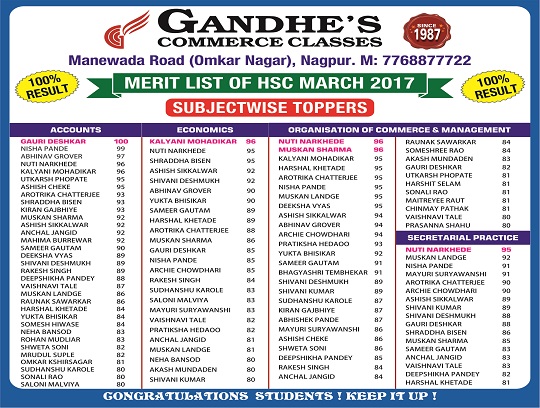 GANDHE'S
COMMERCE CLASSES
SINCE
1987
Manewada Road (Omkar Nagar), Nagpur. M: 7768877722
100%
RESULT
MERIT LIST OF HSC MARCH 2017
100%
RESULT
SUBJECTWISE TOPPERS
ACCOUNTS
GAURI DESHKAR 100
NISHA PANDE 99
ABHINAV GROVER 97
NUTI NARKHEDE 96
KALYANI MOHADIKAR 96
UTKARSH PHOPATE 95
ASHISH CHEKE 95
AROTRIKA CHATTERJEE 93
SHRADDHA BISEN 93
KIRAN GAJBHIYE 93
MUSKAN SHARMA 92
ASHISH SIKKALWAR 92
ANCHAL JANGID 92
MAHIMA BURREWAR 92
SAMEER GAUTAM 90
DEEKSHA VYAS 89
SHIVANI DESHMUKH 89
RAKESH SINGH 89
DEEPSHIKHA PANDEY 88
VAISHNAVI TALE 87
MUSKAN LANDGE 86
RAUNAK SAWARKAR 86
HARSHAL KHETADE 84
YUKTA BISIKAR 84
SOMESH HIWASE 84
NEHA BANSOD 83
ROHAN MUDLIAR 83
SHWETA SONI 82
MRUDUL SUPLE 82
OMKAR KSHIRSAGAR 81
SUDHANSHU KAROLE 80
SONALI RAO 80
SALONI MALVIYA 80
ECONOMICS
KALYANI MOHADIKAR 96
NUTI NARKHEDE 95
SHRADDHA BISEN 95
ASHISH SIKKALWAR 92
SHIVANI DESHMUKH 92
ABHINAV GROVER 90
YUKTA BHISIKAR 90
SAMEER GAUTAM 90
HARSHAL KHETADE 89
AROTRIKA CHATTERJEE 88
MUSKAN SHARMA 86
GAURI DESHKAR 85
NISHA PANDE 85
ARCHIE CHOWDHARI 85
RAKESH SINGH 84
SUDHANSHU KAROLE 83
SALONI MALVIYA 83
MAYURI SURYAWANSHI 83
VAISHNAVI TALE 82
PRATIKSHA HEDAOO 82
ANCHAL JANGID 81
MUSKAN LANDGE 81
NEHA BANSOD 80
AKASH MUNDADEN 80
SHIVANI KUMAR 80
ORGANISATION OF COMMERCE & MANAGEMENT
NUTI NARKHEDE 96
MUSKAN SHARMA 96
KALYANI MOHADIKAR 95
HARSHAL KHETADE 95
AROTRIKA CHATTERJEE 95
NISHA PANDE 95
MUSKAN LANDGE 95
DEEKSHA VYAS 95
ASHISH SIKKALWAR 94
ABHINAV GROVER 94
ARCHIE CHOWDHARI 94
PRATIKSHA HEDAOO 93
YUKTA BHISIKAR 92
SAMEER GAUTAM 91
BHAGYASHRI TEMBHEKAR 91
SHIVANI DESHMUKH 89
SHIVANI KUMAR 89
SUDHANSHU KAROLE 89
KIRAN GAJBHIYE 87
ABHISHEK PANDE 87
MAYURI SURYAWANSHI 86
ASHISH CHEKE 86
SHWETA SONI 86
DEEPSHIKHA PANDEY 85
RAKESH SINGH 84
ANCHAL JANGID 84
RAUNAK SAWARKAR 84
SOMESHREE RAO 84
AKASH MUNDADEN 83
GAURI DESHKAR 82
UTKARSH PHOPATE 81
HARSHIT SELAM 81
SONALI RAO 81
MAITREYEE RAUT 81
CHINMAY PATHAK 81
VAISHNAVI TALE 80
PRASANNA SHAHU 80
SECRETARIAL PRACTICE
NUTI NARKHEDE 95
MUSKAN LANDGE 92
NISHA PANDE 91
MAYURI SURYAWANSHI 91
AROTRIKA CHATTERJEE 90
ARCHIE CHOWDHARI 90
ASHISH SIKKALWAR 89
SHIVANI KUMAR 89
SHIVANI DESHMUKH 88
GAURI DESHKAR 88
SHRADDHA BISEN 86
MUSKAN SHARMA 85
ANCHAL JANGID 83
VAISHNAVI TALE 83
DEEPSHIKHA PANDEY 82
HARSHAL KHETADE 81
CONGRATULATIONS STUDENTS ! KEEP IT UP !